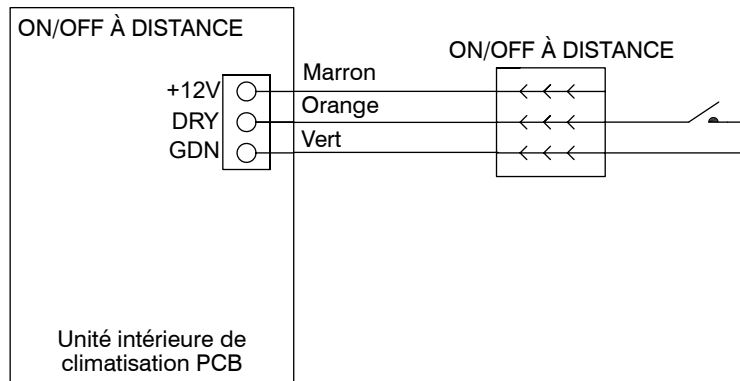 ON/OFF À DISTANCE
ON/OFF À DISTANCE
Marron
+12V
Orange
DRY
Vert
GDN
Unité intérieure de
climatisation PCB